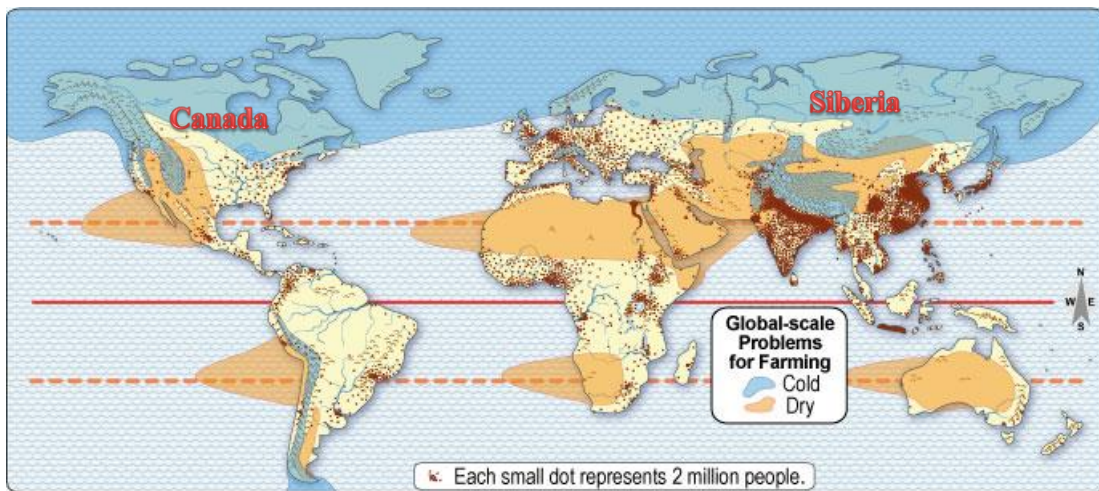 Canada
Siberia
N
W E
S
Global-scale
Problems
for Farming
Cold
Dry
Each small dot represents 2 million people.